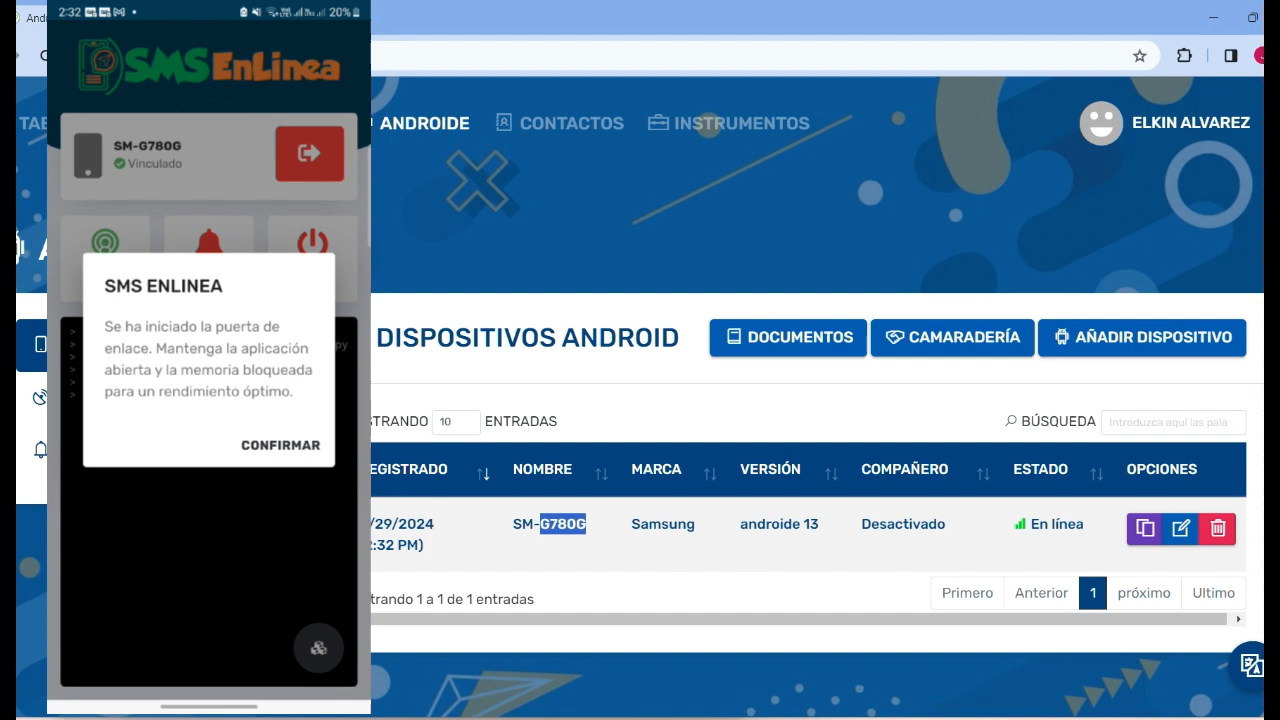 2:32
20%
SMS EnLinea
SM-G780G
Vinculado
SMS ENLINEA
Se ha iniciado la puerta de
enlace. Mantenga la aplicación
abierta y la memoria bloqueada
para un rendimiento óptimo.
CONFIRMAR
py
>
>
>
>
>
>
And
TAB
ANDROIDE
CONTACTOS
INSTRUMENTOS
ELKIN ALVAREZ
DISPOSITIVOS ANDROID
DOCUMENTOS
CAMARADERÍA
AÑADIR DISPOSITIVO
STRANDO 10 ENTRADAS
BÚSQUEDA
Introduzca aquí las pala
EGISTRADO NOMBRE MARCA VERSIÓN COMPAÑERO ESTADO OPCIONES
/29/2024 SM-G780G Samsung androide 13 Desactivado En línea
:32 PM)
trando 1 a 1 de 1 entradas
Primero Anterior 1 próximo Ultimo